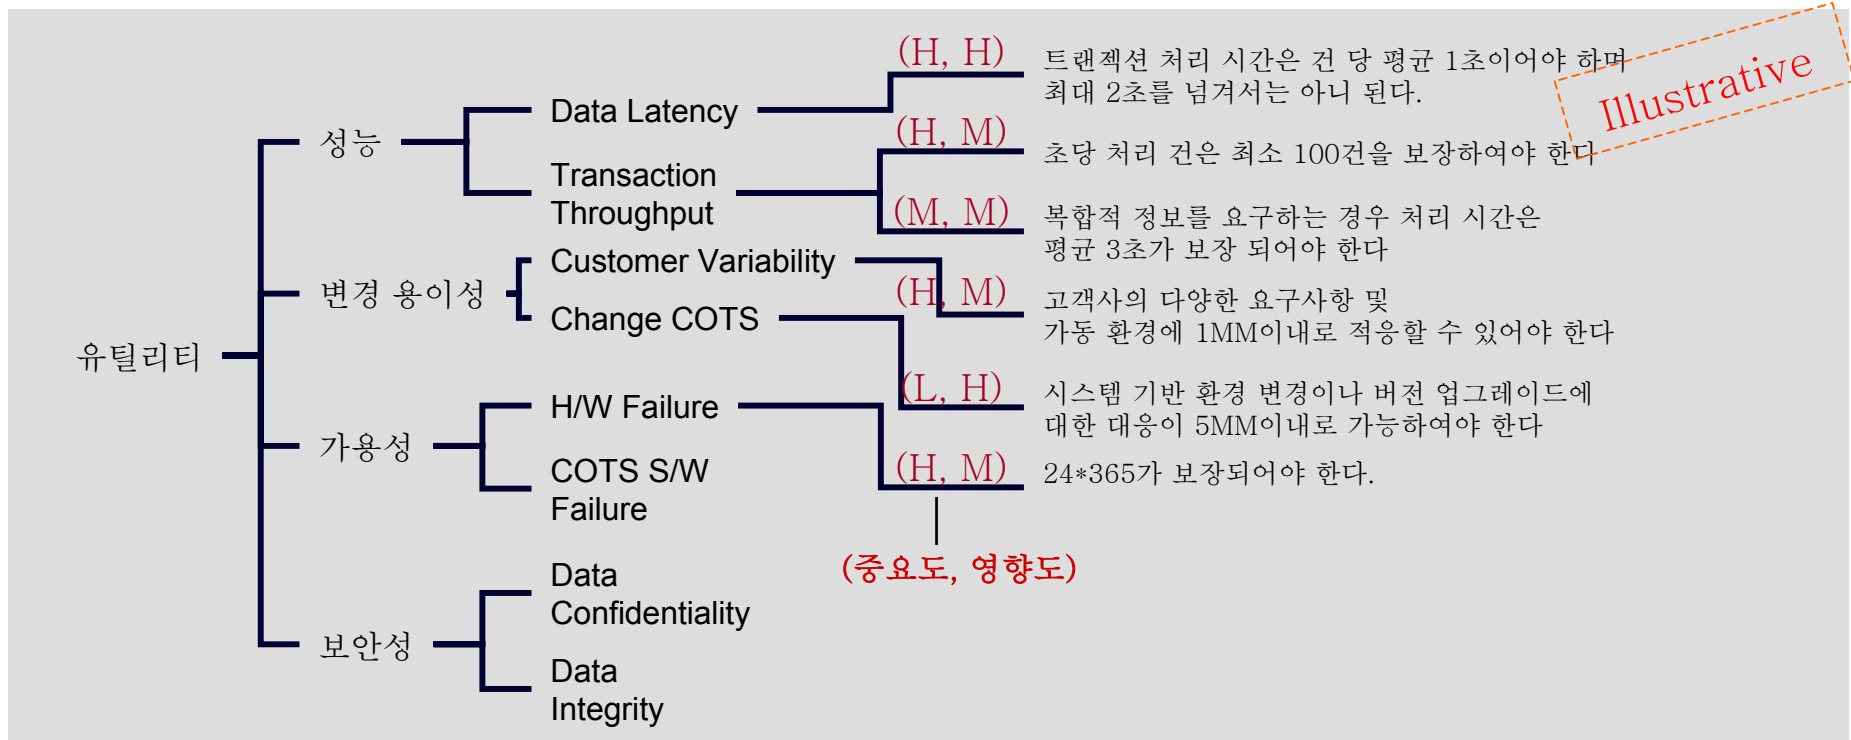 Illustrative
(H, H)
트랜잭션 처리 시간은 건 당 평균 1초이어야 하며
최대 2초를 넘겨서는 아니 된다.
Data Latency
성능
(H, M)
초당 처리 건은 최소 100건을 보장하여야 한다
Transaction
Throughput
(M, M)
복합적 정보를 요구하는 경우 처리 시간은
평균 3초가 보장 되어야 한다
Customer Variability
변경 용이성
(H, M)
고객사의 다양한 요구사항 및
가동 환경에 1MM이내로 적응할 수 있어야 한다
Change COTS
유틸리티
(L, H)
시스템 기반 환경 변경이나 버전 업그레이드에
대한 대응이 5MM이내로 가능하여야 한다
H/W Failure
가용성
(H, M)
24*365가 보장되어야 한다.
COTS S/W
Failure
(중요도, 영향도)
Data
Confidentiality
보안성
Data
Integrity